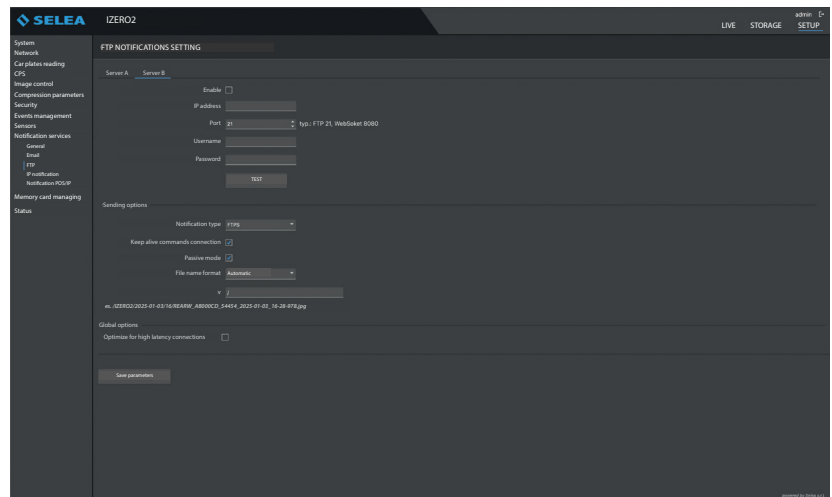 SELEA
IZERO2
admin
LIVE STORAGE SETUP
System
Network
Car plates reading
CPS
Image control
Compression parameters
Security
Events management
Sensors
Notification services
General
Email
FTP
IP notification
Notification POS/IP
Memory card managing
Status
FTP NOTIFICATIONS SETTING
Server A Server B
Enable
IP address
Port 21 typ.: FTP 21, WebSoket 8080
Username
Password
TEST
Sending options
Notification type FTPS
Keep alive commands connection
Passive mode
File name format Automatic
v /
es. /IZERO2/2025-01-03/16/REARW_AB000CD_54454_2025-01-03_16-28-978.jpg
Global options
Optimize for high latency connections
Save parameters
powered by Selea s.r.l